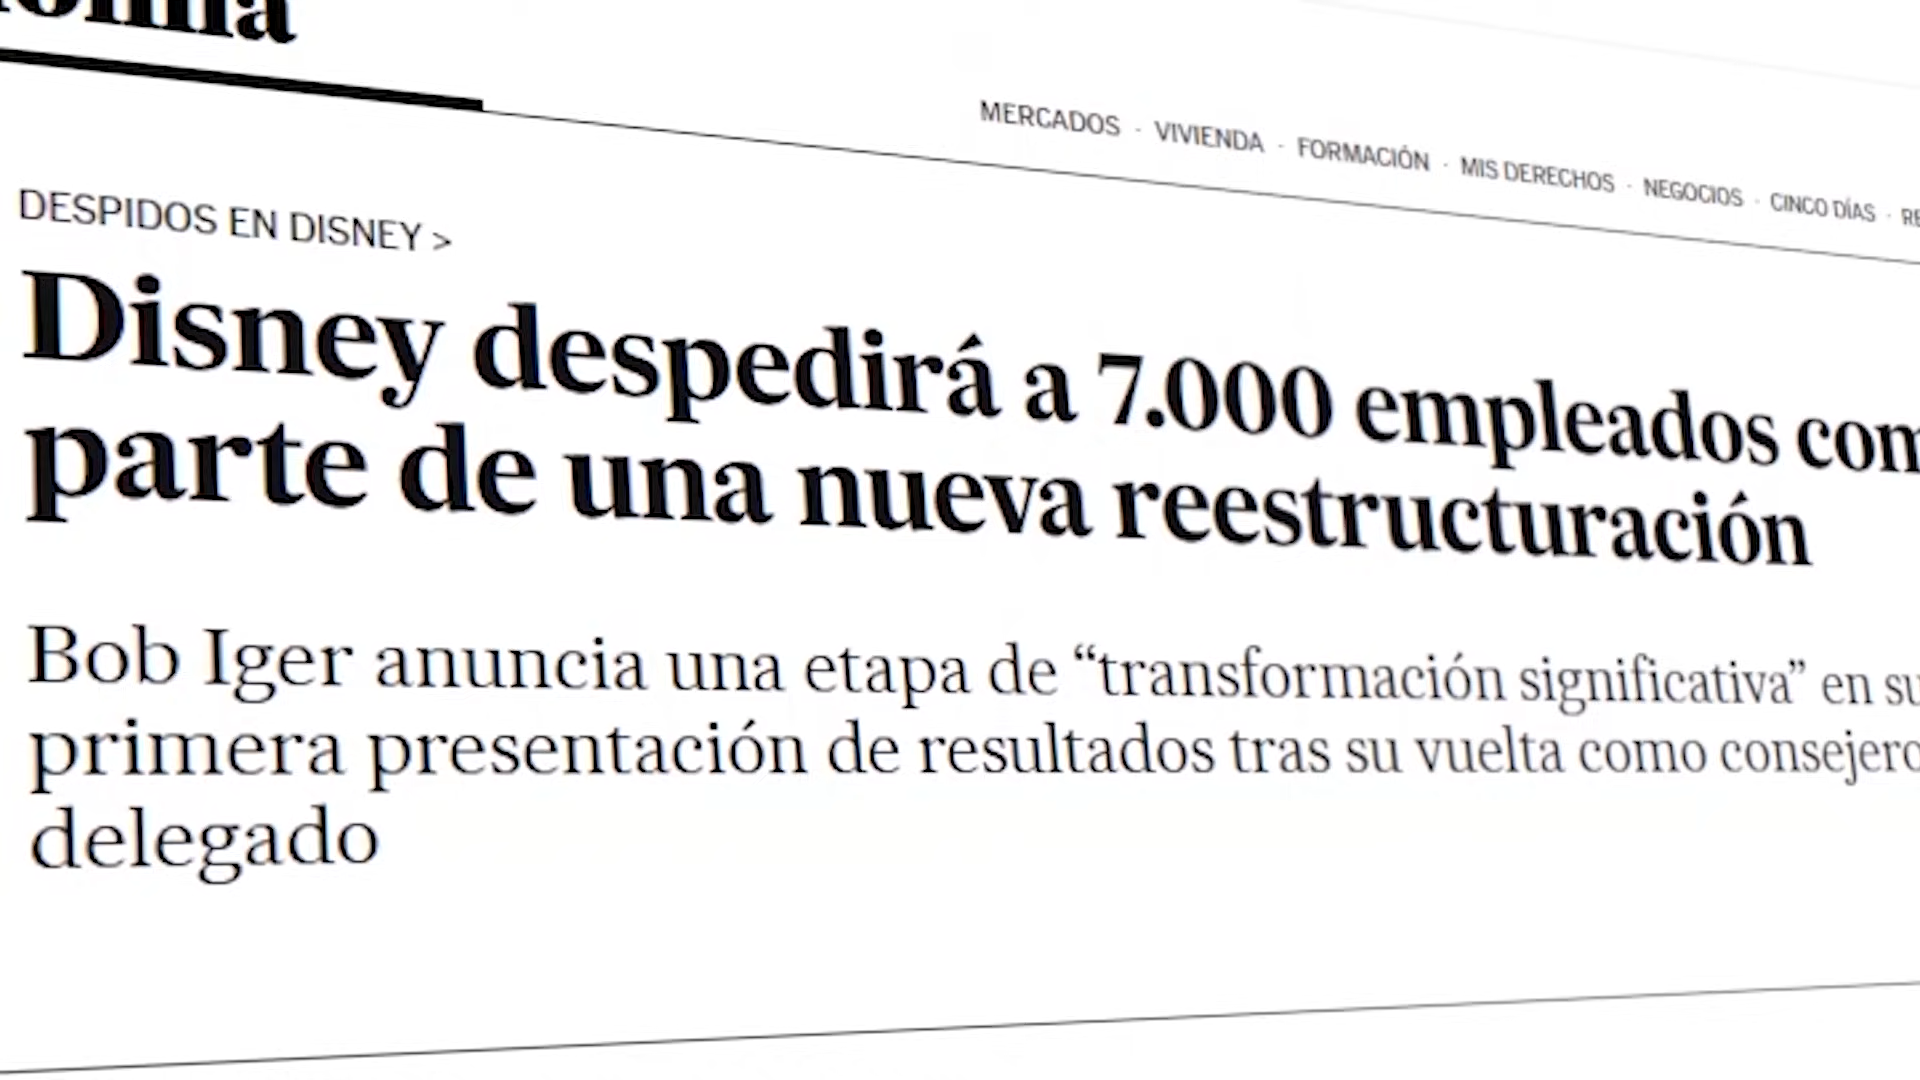 MERCADOS · VIVIENDA · FORMACIÓN · MIS DERECHOS · NEGOCIOS · CINCO DÍAS ·
DESPIDOS EN DISNEY >
Disney despedirá a 7.000 empleados
parte de una nueva reestructuración
Bob Iger anuncia una etapa de “transformación significativa” en su
primera presentación de resultados tras su vuelta como consejero
delegado